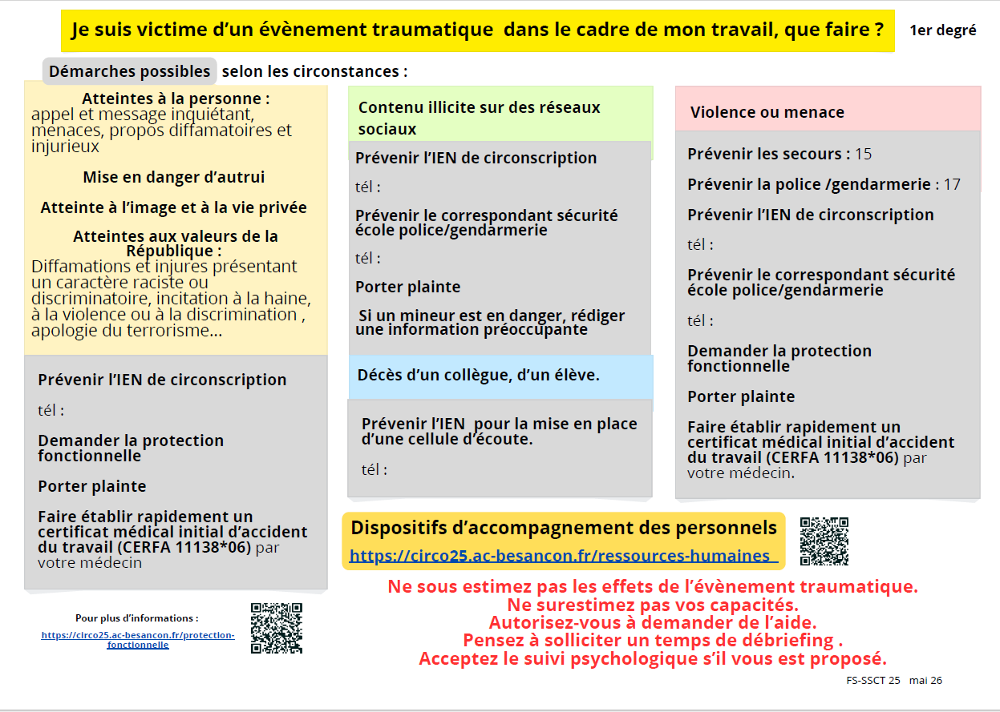 Je suis victime d’un évènement traumatique  dans le cadre de mon travail, que faire ?
1er degré
Démarches possibles selon les circonstances :
Atteintes à la personne :
appel et message inquiétant,
menaces, propos diffamatoires et
injurieux
Mise en danger d’autrui
Atteinte à l’image et à la vie privée
Atteintes aux valeurs de la
République :
Diffamations et injures présentant
un caractère raciste ou
discriminatoire, incitation à la haine,
à la violence ou à la discrimination ,
apologie du terrorisme...
Prévenir l’IEN de circonscription
tél :
Demander la protection
fonctionnelle
Porter plainte
Faire établir rapidement un
certificat médical initial d’accident
du travail (CERFA 11138*06) par
votre médecin
Pour plus d’informations :
https://circo25.ac-besancon.fr/protection-
fonctionnelle
Contenu illicite sur des réseaux
sociaux
Prévenir l’IEN de circonscription
tél :
Prévenir le correspondant sécurité
école police/gendarmerie
tél :
Porter plainte
Si un mineur est en danger, rédiger
une information préoccupante
Décès d’un collègue, d’un élève.
Prévenir l’IEN  pour la mise en place
d’une cellule d’écoute.
tél :
Violence ou menace
Prévenir les secours : 15
Prévenir la police /gendarmerie : 17
Prévenir l’IEN de circonscription
tél :
Prévenir le correspondant sécurité
école police/gendarmerie
tél :
Demander la protection
fonctionnelle
Porter plainte
Faire établir rapidement un
certificat médical initial d’accident
du travail (CERFA 11138*06) par
votre médecin.
Dispositifs d’accompagnement des personnels
https://circo25.ac-besancon.fr/ressources-humaines
Ne sous estimez pas les effets de l’évènement traumatique.
Ne surestimez pas vos capacités.
Autorisez-vous à demander de l’aide.
Pensez à solliciter un temps de débriefing .
Acceptez le suivi psychologique s’il vous est proposé.
FS-SSCT 25   mai 26